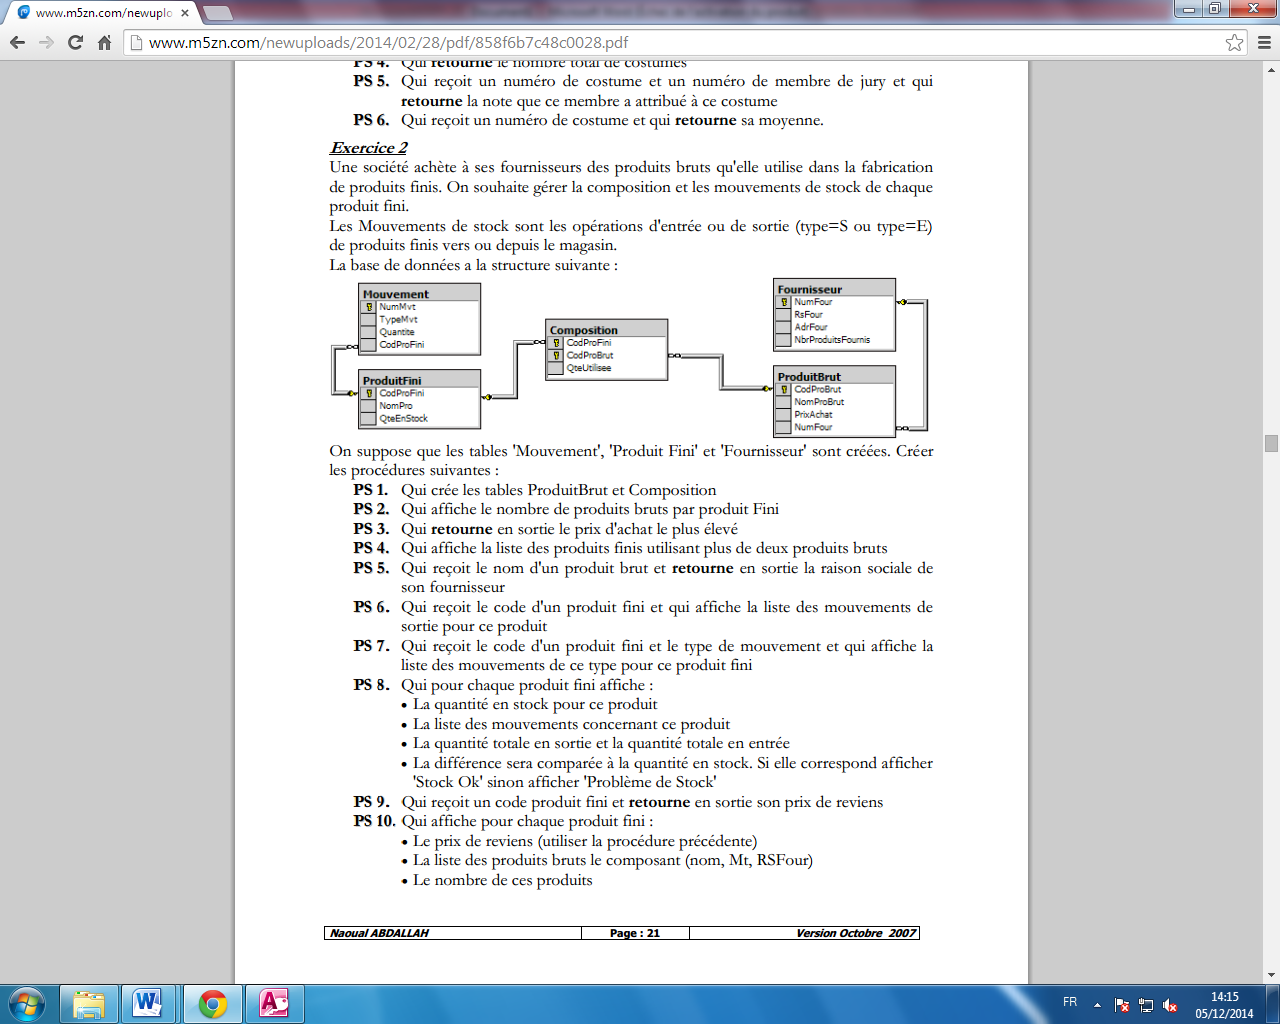 www.m5zn.com/newuplo
www.m5zn.com/newuploads/2014/02/28/pdf/858f6b7c48c0028.pdf
PS 4. Qui retourne le nombre total de costumes
PS 5. Qui reçoit un numéro de costume et un numéro de membre de jury et qui
retourne la note que ce membre a attribué à ce costume
PS 6. Qui reçoit un numéro de costume et qui retourne sa moyenne.
Exercice 2
Une société achète à ses fournisseurs des produits bruts qu'elle utilise dans la fabrication
de produits finis. On souhaite gérer la composition et les mouvements de stock de chaque
produit fini.
Les Mouvements de stock sont les opérations d'entrée ou de sortie (type=S ou type=E)
de produits finis vers ou depuis le magasin.
La base de données a la structure suivante :
Mouvement
NumMvt
TypeMvt
Quantite
CodProFini
ProduitFini
CodProFini
NomPro
QteEnStock
Composition
CodProFini
CodProBrut
QteUtilisee
Fournisseur
NumFour
RsFour
AdrFour
NbrProduitsFournis
ProduitBrut
CodProBrut
NomProBrut
PrixAchat
NumFour
On suppose que les tables 'Mouvement', 'Produit Fini' et 'Fournisseur' sont créées. Créer
les procédures suivantes :
PS 1. Qui crée les tables ProduitBrut et Composition
PS 2. Qui affiche le nombre de produits bruts par produit Fini
PS 3. Qui retourne en sortie le prix d'achat le plus élevé
PS 4. Qui affiche la liste des produits finis utilisant plus de deux produits bruts
PS 5. Qui reçoit le nom d'un produit brut et retourne en sortie la raison sociale de
son fournisseur
PS 6. Qui reçoit le code d'un produit fini et qui affiche la liste des mouvements de
sortie pour ce produit
PS 7. Qui reçoit le code d'un produit fini et le type de mouvement et qui affiche la
liste des mouvements de ce type pour ce produit fini
PS 8. Qui pour chaque produit fini affiche :
• La quantité en stock pour ce produit
• La liste des mouvements concernant ce produit
• La quantité totale en sortie et la quantité totale en entrée
• La différence sera comparée à la quantité en stock. Si elle correspond afficher
'Stock Ok' sinon afficher 'Problème de Stock'
PS 9. Qui reçoit un code produit fini et retourne en sortie son prix de reviens
PS 10. Qui affiche pour chaque produit fini :
• Le prix de reviens (utiliser la procédure précédente)
• La liste des produits bruts le composant (nom, Mt, RSFour)
• Le nombre de ces produits
Naoual ABDALLAH Page : 21 Version Octobre 2007
FR 14:15
05/12/2014